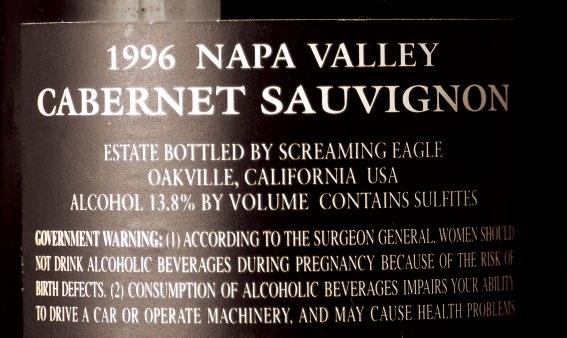 1996 NAPA VALLEY
CABERNET SAUVIGNON
ESTATE BOTTLED BY SCREAMING EAGLE
OAKVILLE, CALIFORNIA USA
ALCOHOL 13.8% BY VOLUME CONTAINS SULFITES
GOVERNMENT WARNING: (1) ACCORDING TO THE SURGEON GENERAL, WOMEN SHOULD
NOT DRINK ALCOHOLIC BEVERAGES DURING PREGNANCY BECAUSE OF THE RISK OF
BIRTH DEFECTS. (2) CONSUMPTION OF ALCOHOLIC BEVERAGES IMPAIRS YOUR ABILITY
TO DRIVE A CAR OR OPERATE MACHINERY, AND MAY CAUSE HEALTH PROBLEMS